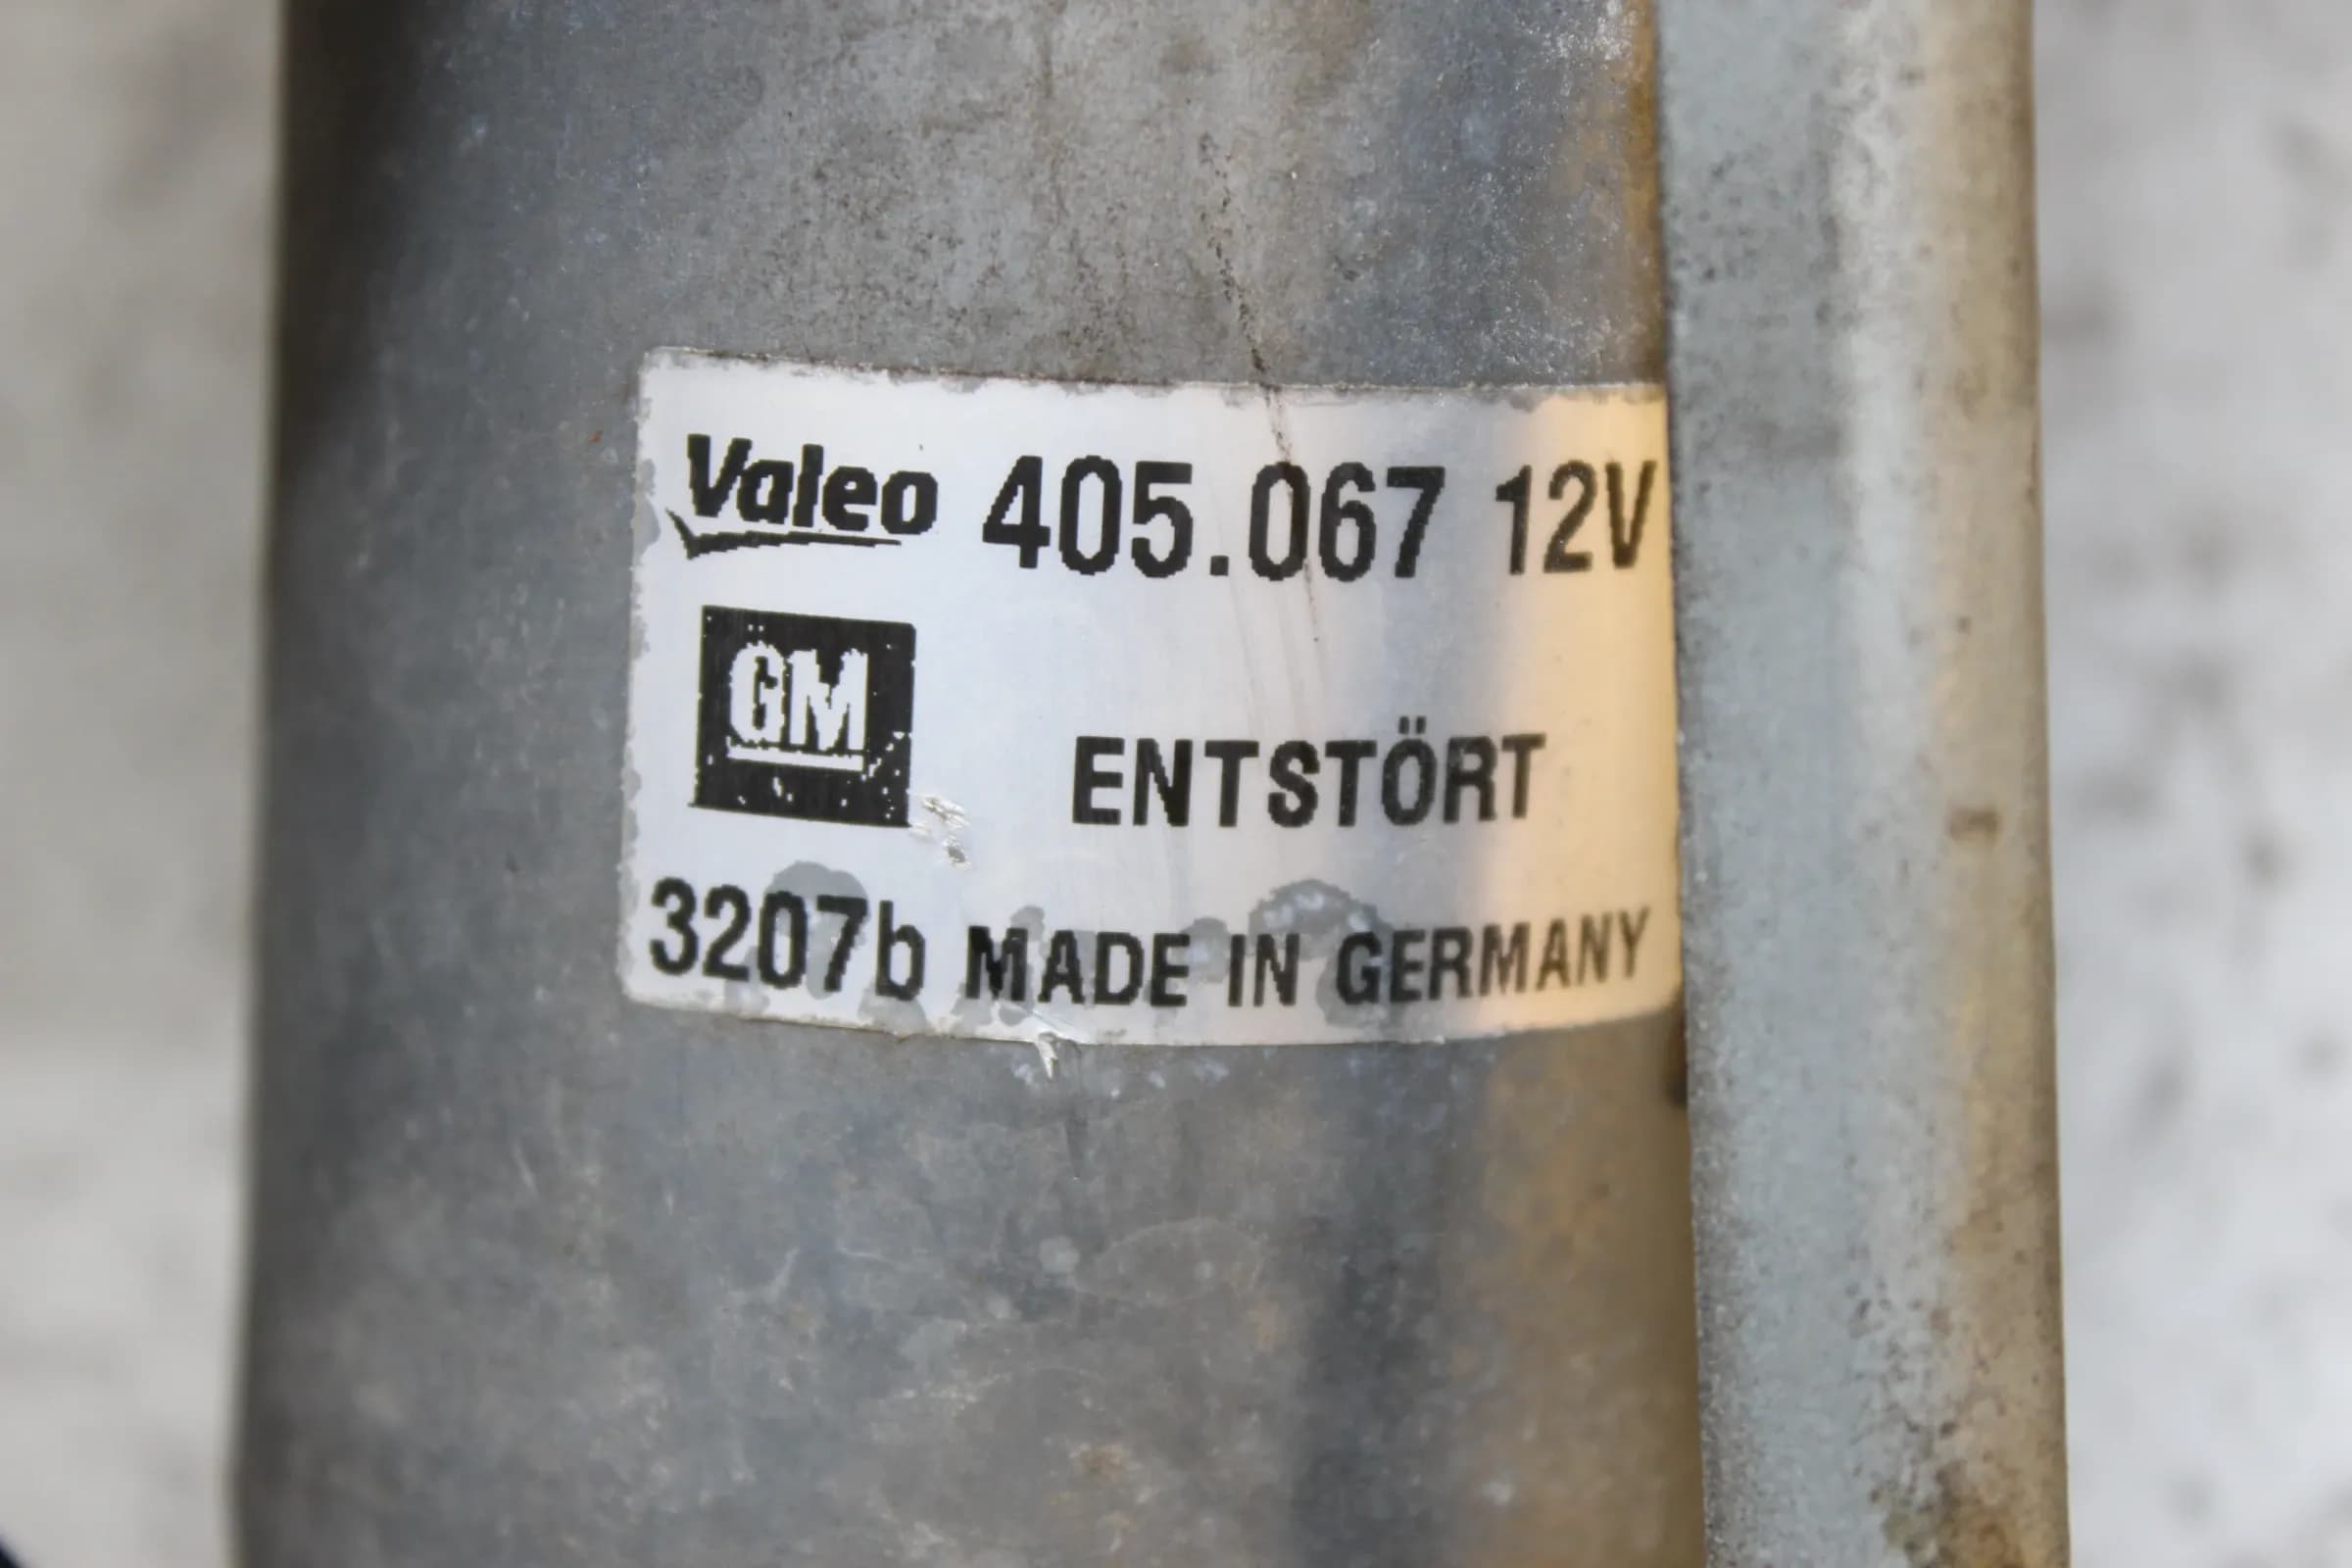 Valeo 405.067 12V
GM
ENTSTÖRT
3207b MADE IN GERMANY